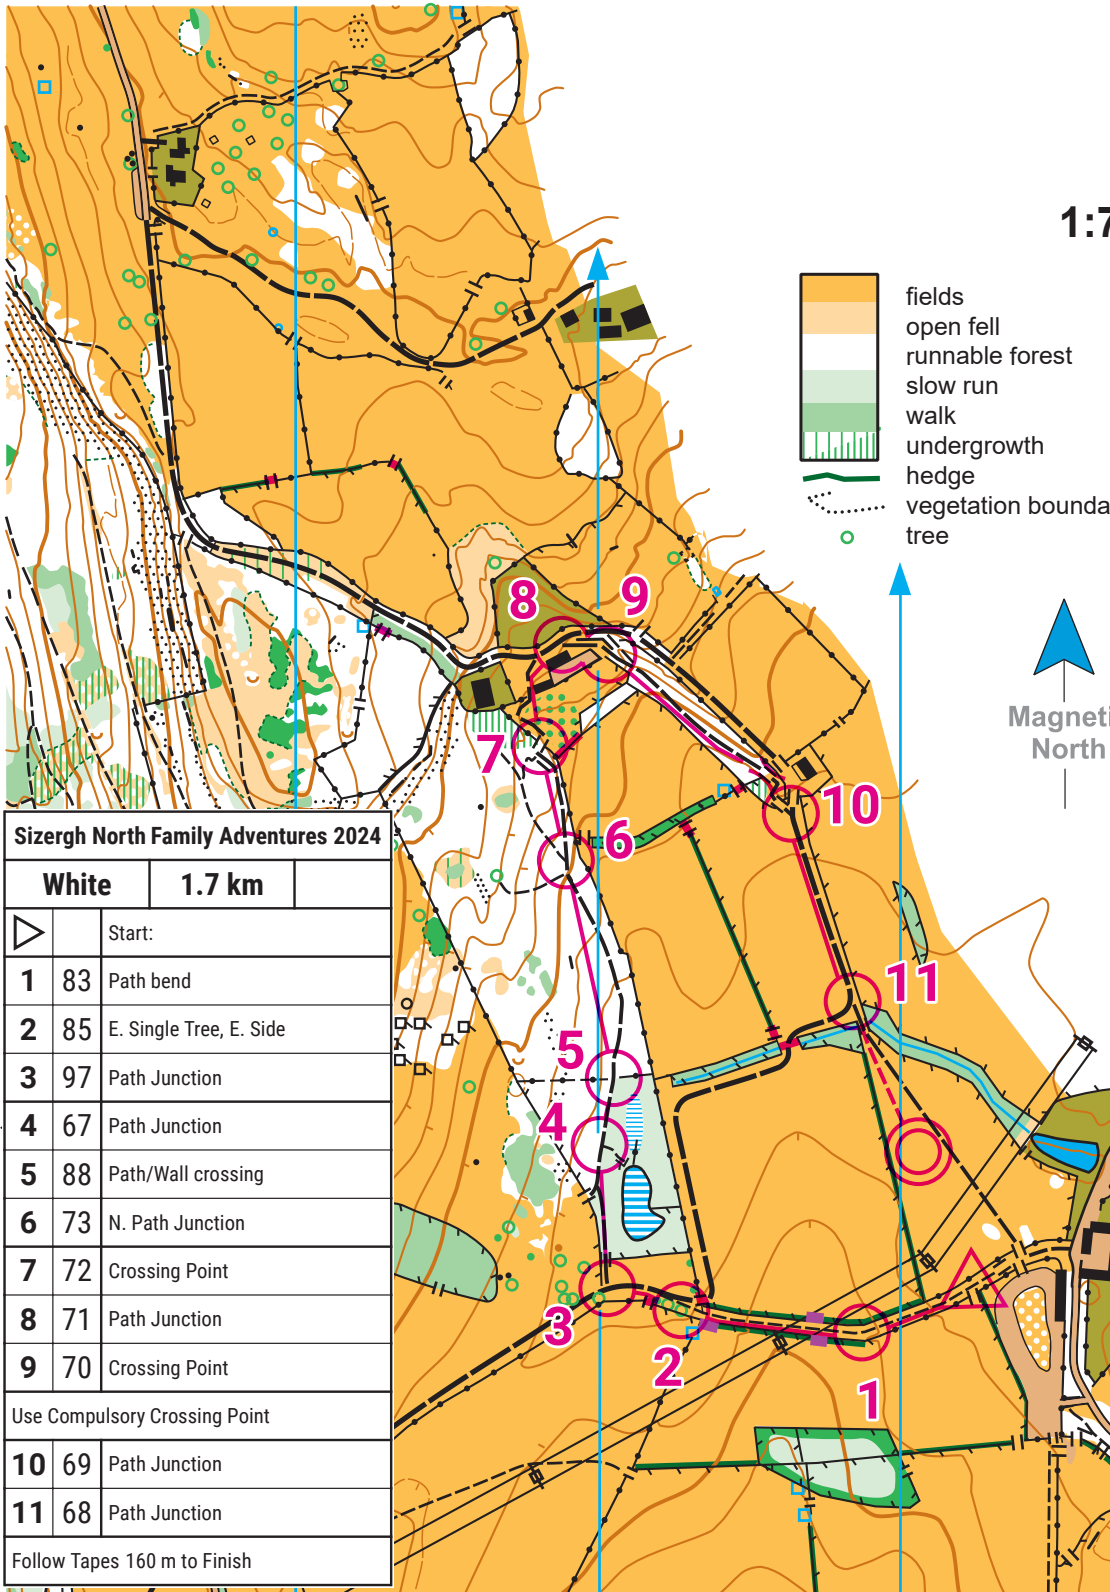 1:7
fields
open fell
runnable forest
slow run
walk
undergrowth
hedge
vegetation bounda
tree
Magneti
North
8
9
7
10
6
11
5
4
3
2
1
Sizergh North Family Adventures 2024
White 1.7 km
Start:
1 83 Path bend
2 85 E. Single Tree, E. Side
3 97 Path Junction
4 67 Path Junction
5 88 Path/Wall crossing
6 73 N. Path Junction
7 72 Crossing Point
8 71 Path Junction
9 70 Crossing Point
Use Compulsory Crossing Point
10 69 Path Junction
11 68 Path Junction
Follow Tapes 160 m to Finish